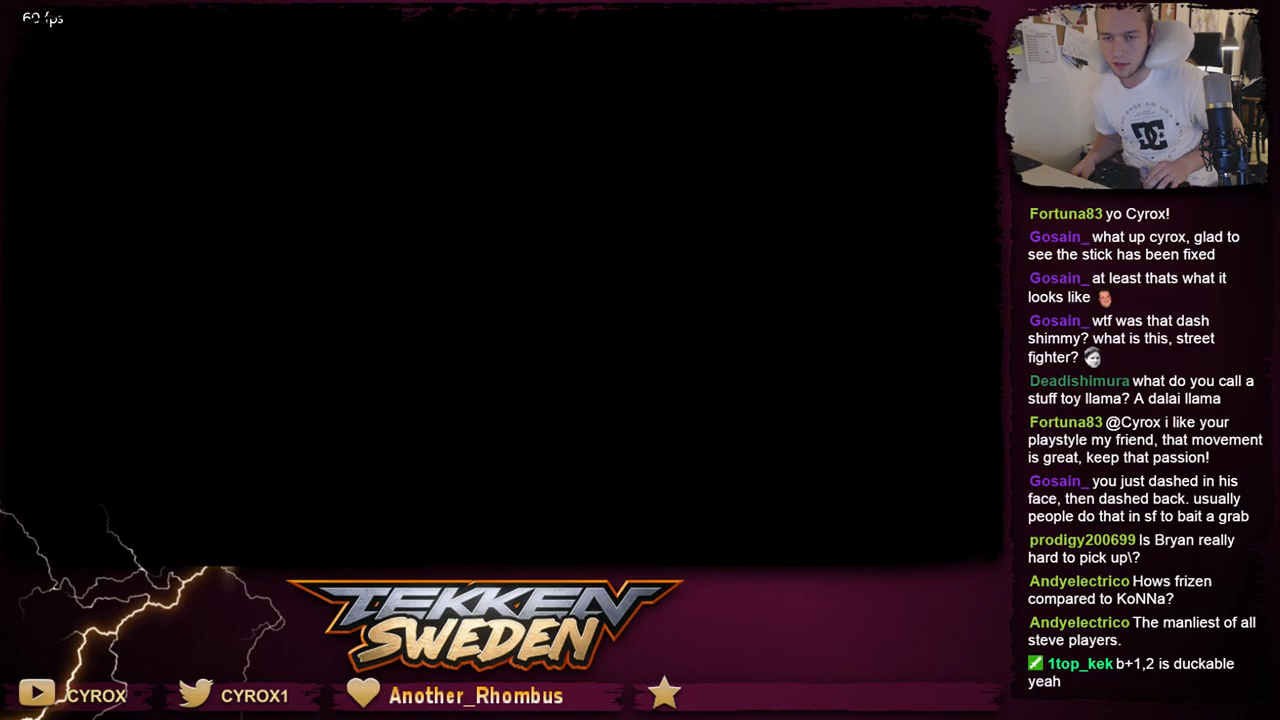 60 fps
Fortuna83 yo Cyrox!
Gosain_ what up cyrox, glad to
see the stick has been fixed
Gosain_ at least thats what it
looks like
Gosain_ wtf was that dash
shimmy? what is this, street
fighter?
Deadishimura what do you call a
stuff toy llama? A dalai llama
Fortuna83 @Cyrox i like your
playstyle my friend, that movement
is great, keep that passion!
Gosain_ you just dashed in his
face, then dashed back. usually
people do that in sf to bait a grab
prodigy200699 Is Bryan really
hard to pick up\?
Andyelectrico Hows frizen
compared to KoNNa?
Andyelectrico The manliest of all
steve players.
1top_kek b+1,2 is duckable
yeah
TEKKEN
SWEDEN
CYROX
CYROX1
Another_Rhombus